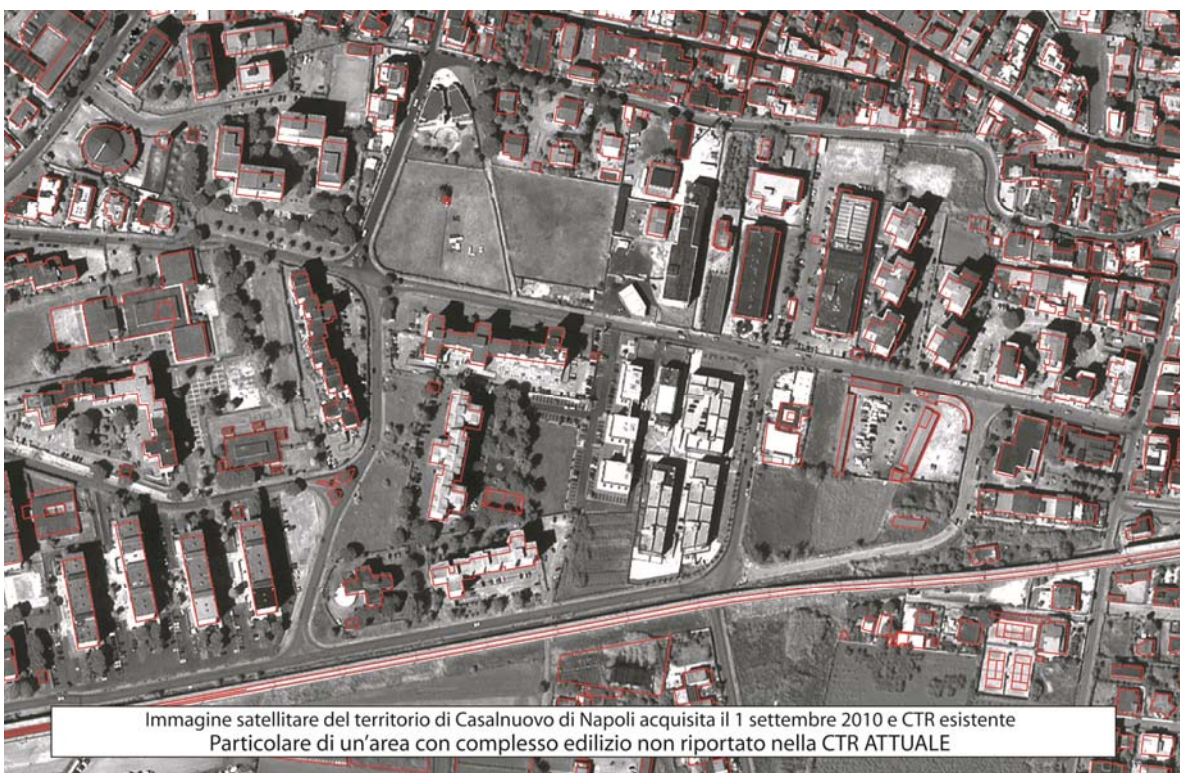 Immagine satellitare del territorio di Casalnuovo di Napoli acquisita il 1 settembre 2010 e CTR esistente
Particolare di un'area con complesso edilizio non riportato nella CTR ATTUALE